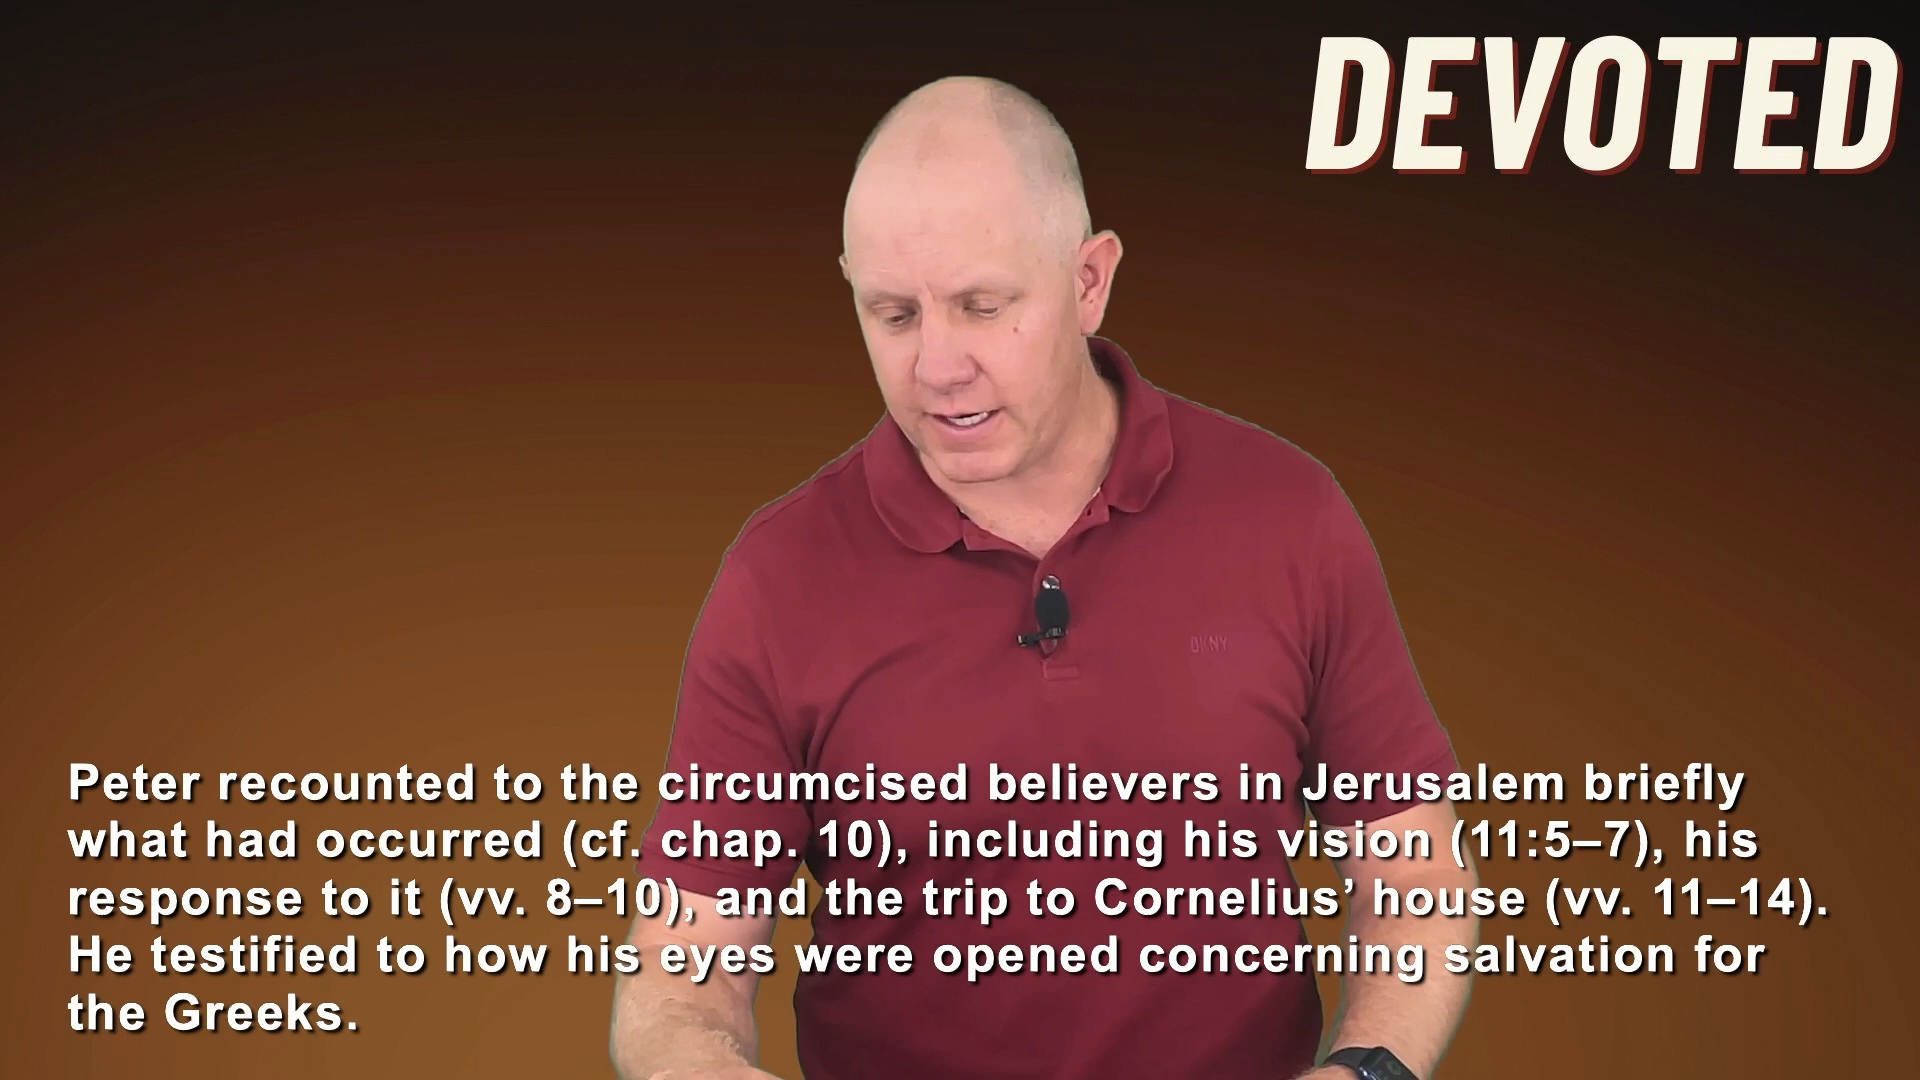 DEVOTED
DKNY
Peter recounted to the circumcised believers in Jerusalem briefly
what had occurred (cf. chap. 10), including his vision (11:5–7), his
response to it (vv. 8–10), and the trip to Cornelius’ house (vv. 11–14).
He testified to how his eyes were opened concerning salvation for
the Greeks.